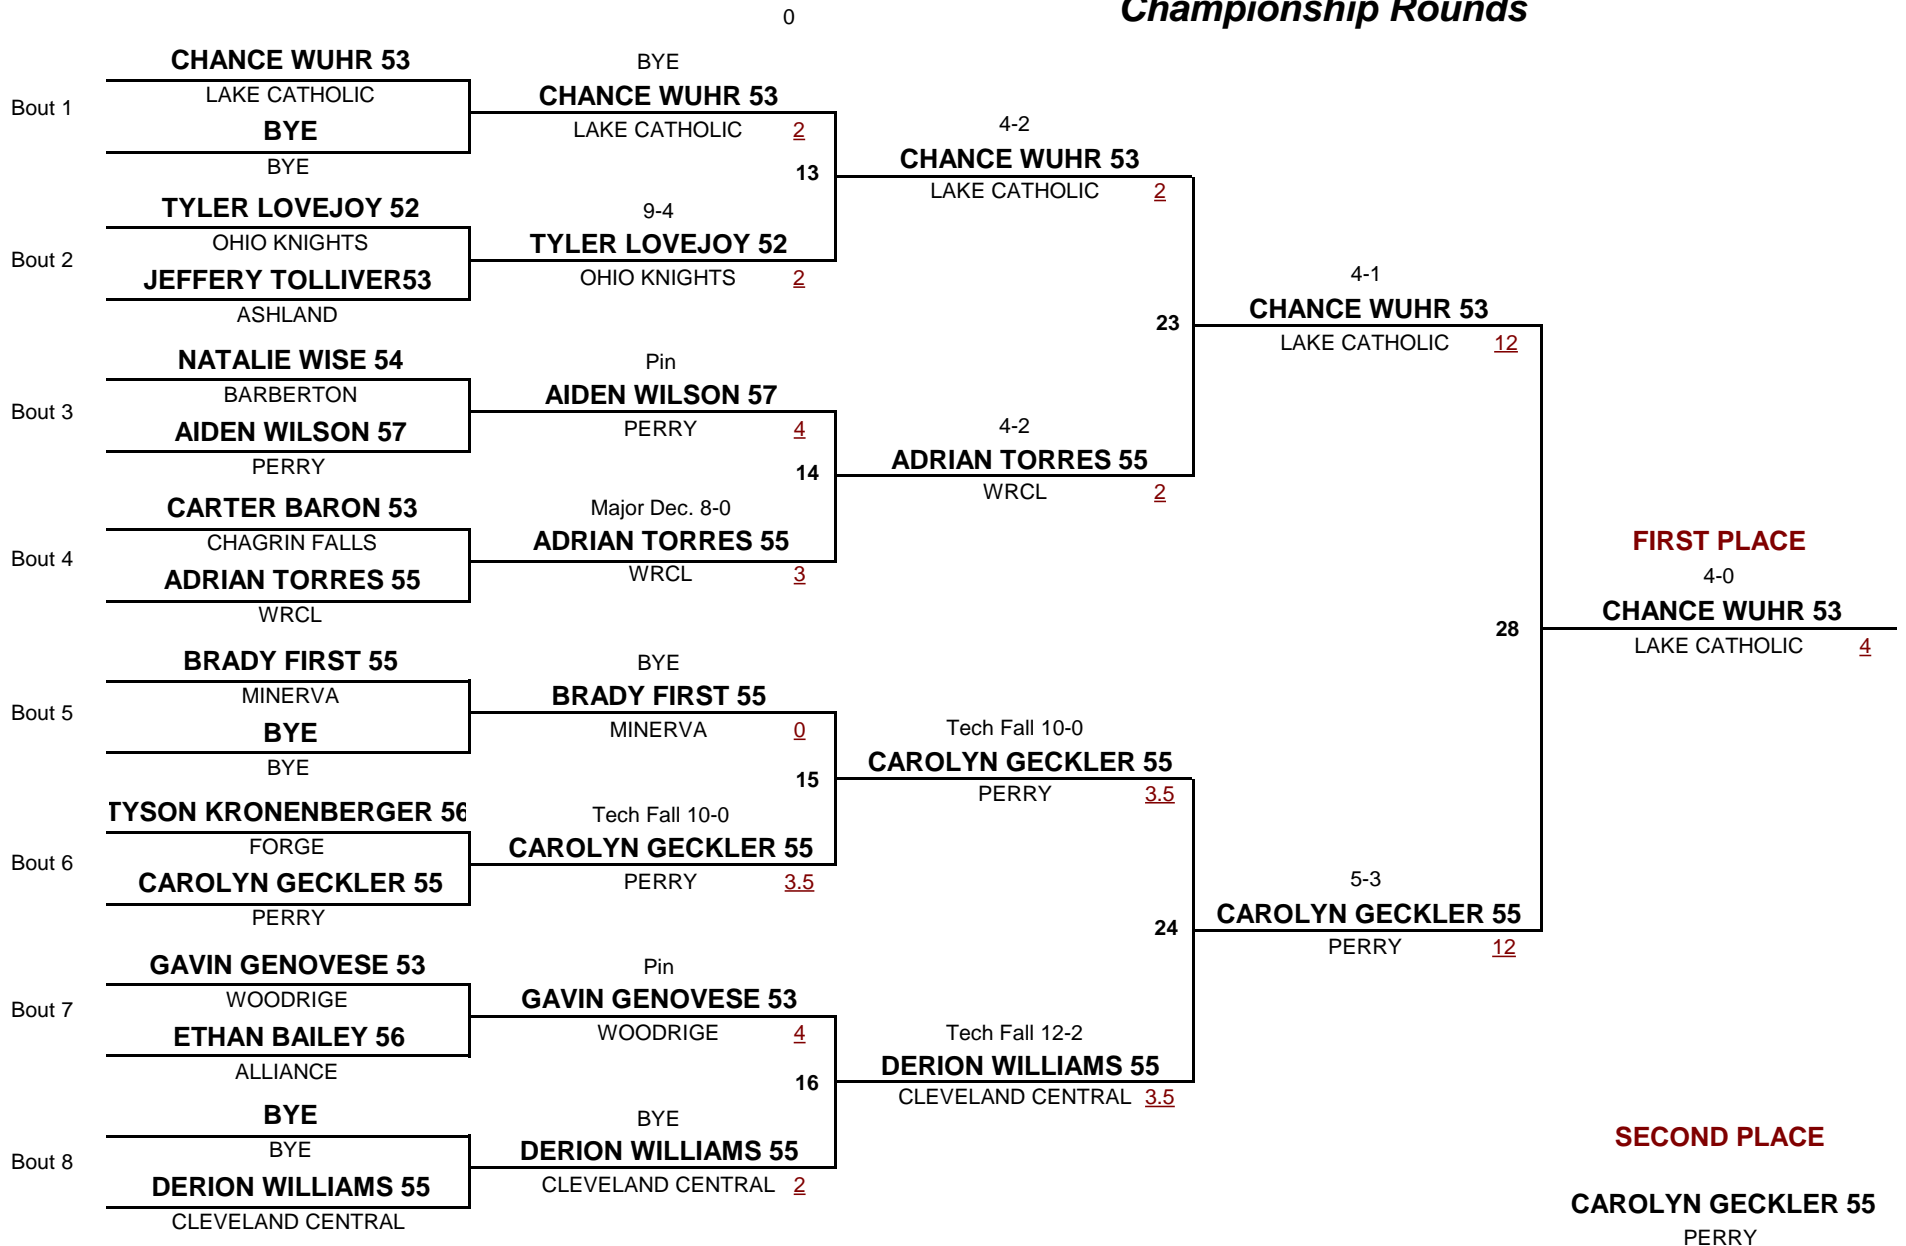 0
Championship Rounds
CHANCE WUHR 53
LAKE CATHOLIC
Bout 1
BYE
BYE
TYLER LOVEJOY 52
OHIO KNIGHTS
Bout 2
JEFFERY TOLLIVER53
ASHLAND
NATALIE WISE 54
BARBERTON
Bout 3
AIDEN WILSON 57
PERRY
CARTER BARON 53
CHAGRIN FALLS
Bout 4
ADRIAN TORRES 55
WRCL
BRADY FIRST 55
MINERVA
Bout 5
BYE
BYE
TYSON KRONENBERGER 56
FORGE
Bout 6
CAROLYN GECKLER 55
PERRY
GAVIN GENOVESE 53
WOODRIGE
Bout 7
ETHAN BAILEY 56
ALLIANCE
BYE
BYE
Bout 8
DERION WILLIAMS 55
CLEVELAND CENTRAL
BYE
CHANCE WUHR 53
LAKE CATHOLIC 2
13
9-4
TYLER LOVEJOY 52
OHIO KNIGHTS 2
Pin
AIDEN WILSON 57
PERRY 4
14
Major Dec. 8-0
ADRIAN TORRES 55
WRCL 3
BYE
BRADY FIRST 55
MINERVA 0
15
Tech Fall 10-0
CAROLYN GECKLER 55
PERRY 3.5
Pin
GAVIN GENOVESE 53
WOODRIGE 4
16
BYE
DERION WILLIAMS 55
CLEVELAND CENTRAL 2
4-2
CHANCE WUHR 53
LAKE CATHOLIC 2
23
4-2
ADRIAN TORRES 55
WRCL 2
Tech Fall 10-0
CAROLYN GECKLER 55
PERRY 3.5
24
Tech Fall 12-2
DERION WILLIAMS 55
CLEVELAND CENTRAL 3.5
4-1
CHANCE WUHR 53
LAKE CATHOLIC 12
28
5-3
CAROLYN GECKLER 55
PERRY 12
FIRST PLACE
4-0
CHANCE WUHR 53
LAKE CATHOLIC 4
SECOND PLACE
CAROLYN GECKLER 55
PERRY